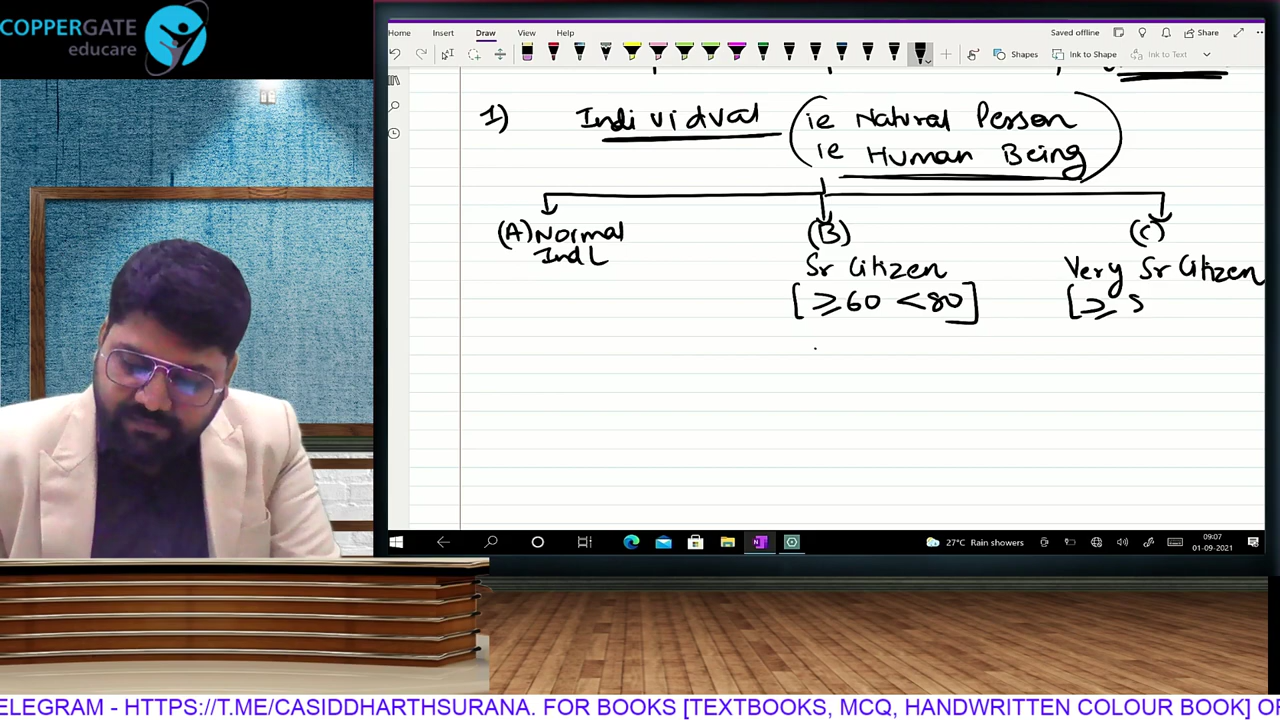 COPPERGATE
educare
Home Insert Draw View Help
Saved offline
Share
Shapes
Ink to Shape
Ink to Text
1) Individual (ie Natural Person
ie Human Being)
(A) Normal
Indl
(B)
Sr Citizen
[≥60 <80]
(C)
Very Sr Citizen
[≥ 8
27°C Rain showers
09:07
01-09-2021
ELEGRAM - HTTPS://T.ME/CASIDDHARTHSURANA. FOR BOOKS [TEXTBOOKS, MCQ, HANDWRITTEN COLOUR BOOK] OF